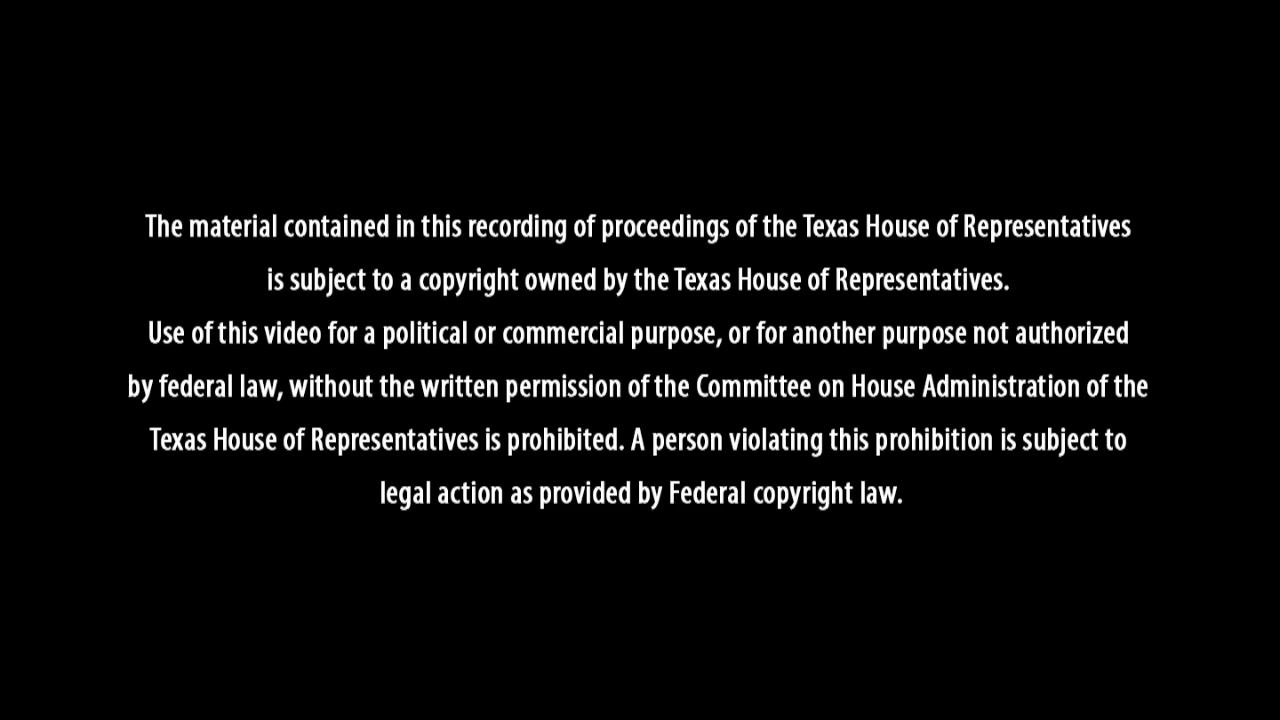 The material contained in this recording of proceedings of the Texas House of Representatives
is subject to a copyright owned by the Texas House of Representatives.
Use of this video for a political or commercial purpose, or for another purpose not authorized
by federal law, without the written permission of the Committee on House Administration of the
Texas House of Representatives is prohibited. A person violating this prohibition is subject to
legal action as provided by Federal copyright law.